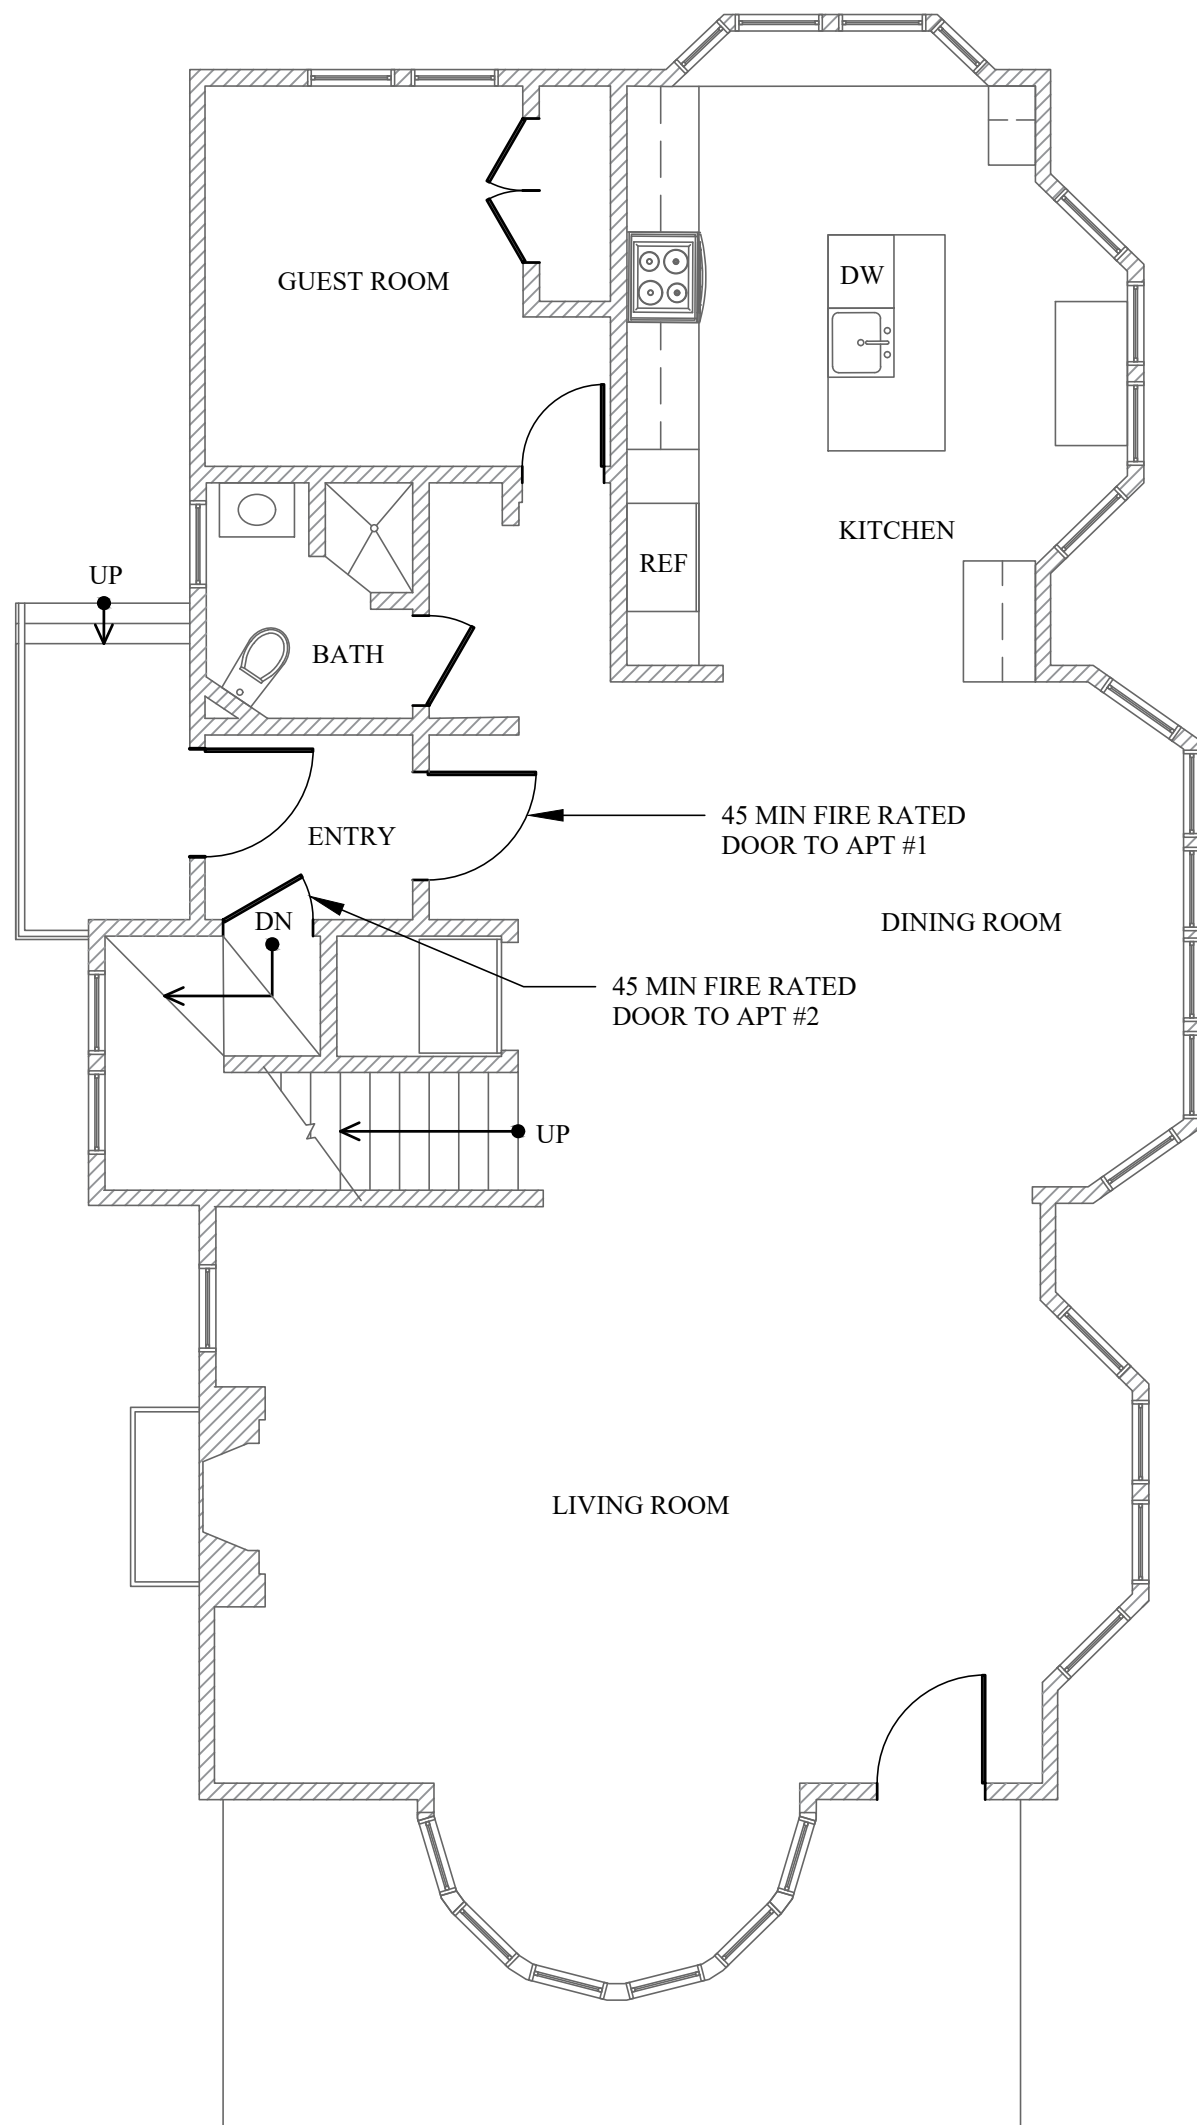 DW
GUEST ROOM
KITCHEN
REF
UP
BATH
45 MIN FIRE RATED
DOOR TO APT #1
ENTRY
DN
DINING ROOM
45 MIN FIRE RATED
DOOR TO APT #2
UP
LIVING ROOM